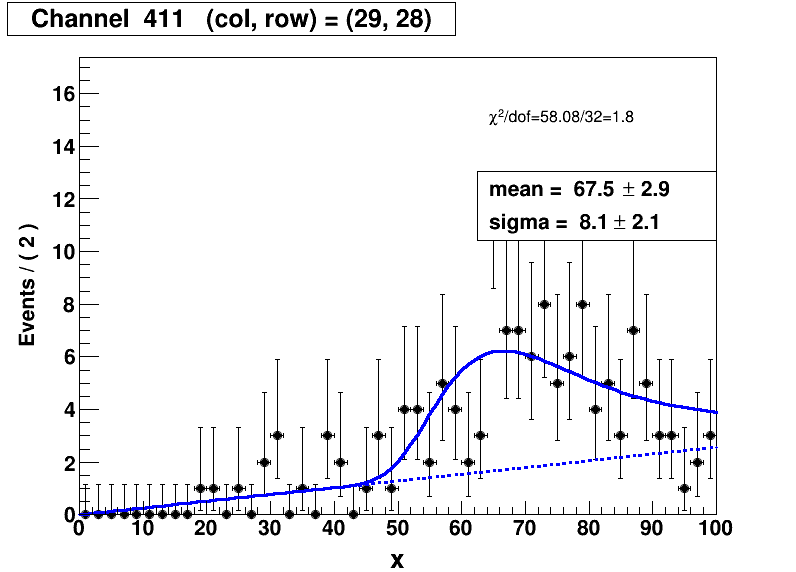 Channel 411 (col, row) = (29, 28)
χ²/dof=58.08/32=1.8
mean = 67.5 ± 2.9
sigma = 8.1 ± 2.1
Events / ( 2 )
16
14
12
10
8
6
4
2
0
0 10 20 30 40 50 60 70 80 90 100
x